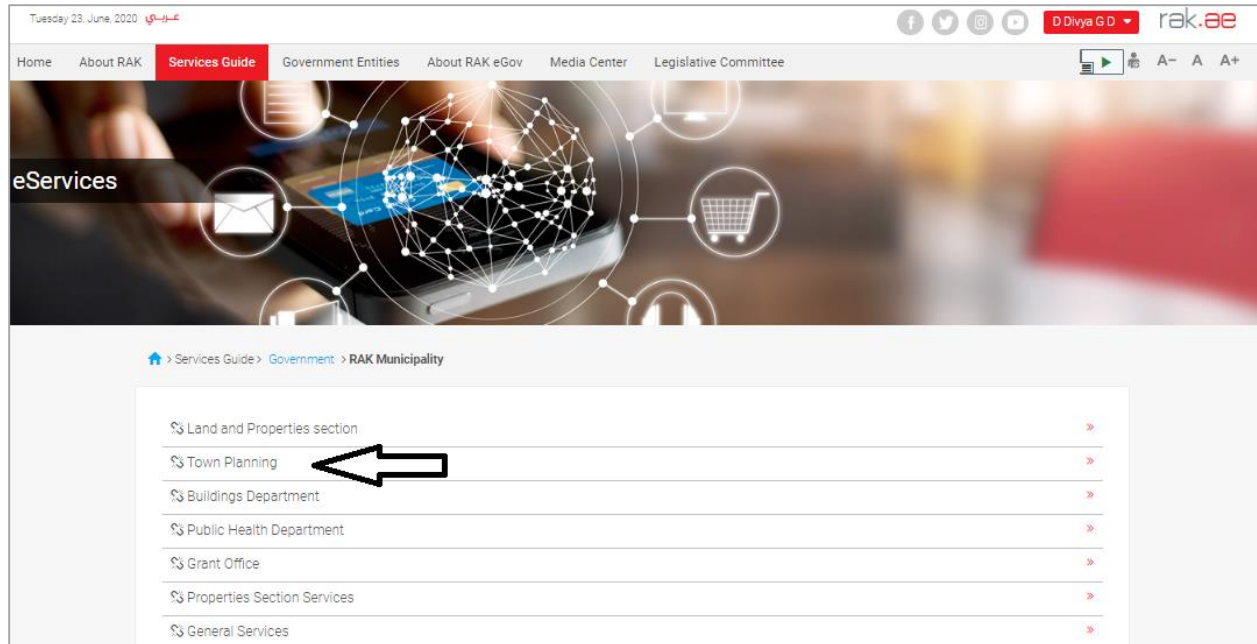 Tuesday 23, June, 2020 عـربـي
D Divya G D
rak.ae
Home About RAK Services Guide Government Entities About RAK eGov Media Center Legislative Committee A- A A+
eServices
> Services Guide > Government > RAK Municipality
Land and Properties section »
Town Planning »
Buildings Department »
Public Health Department »
Grant Office »
Properties Section Services »
General Services »